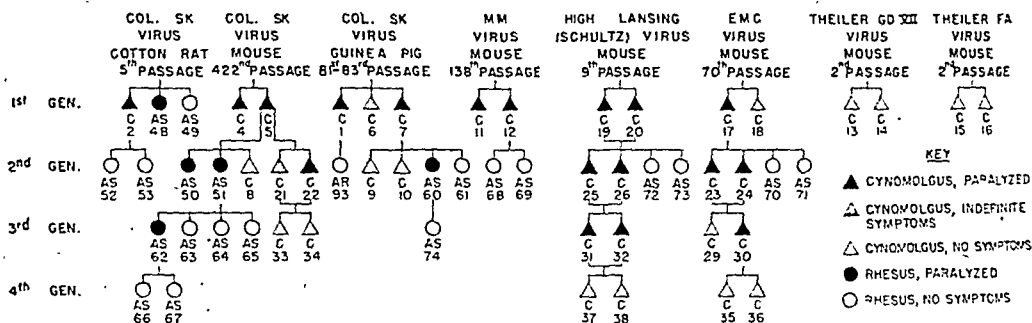 COL. SK COL. SK COL. SK MM HIGH LANSING EMC THEILER GD VII THEILER FA
VIRUS VIRUS VIRUS VIRUS (SCHULTZ) VIRUS VIRUS VIRUS VIRUS
COTTON RAT MOUSE GUINEA PIG MOUSE MOUSE MOUSE MOUSE MOUSE
5th PASSAGE 422nd PASSAGE 81st-83rd PASSAGE 138th PASSAGE 9th PASSAGE 70th PASSAGE 2nd PASSAGE 2nd PASSAGE
1st GEN.
C AS AS C C C C C C C C C C C C C C C
2 48 49 4 5 1 6 7 11 12 19 20 17 18 13 14 15 16
2nd GEN.
AS AS AS AS C C C AR C C AS AS AS AS C C AS AS C C AS AS
52 53 50 51 8 21 22 93 9 10 60 61 68 69 25 26 72 73 23 24 70 71
3rd GEN.
AS AS AS AS C C AS C C C C
62 63 64 65 33 34 74 31 32 29 30
4th GEN.
AS AS C C C C
66 67 37 38 35 36
KEY
CYNOMOLGUS, PARALYZED
CYNOMOLGUS, INDEFINITE
SYMPTOMS
CYNOMOLGUS, NO SYMPTOMS
RHESUS, PARALYZED
RHESUS, NO SYMPTOMS